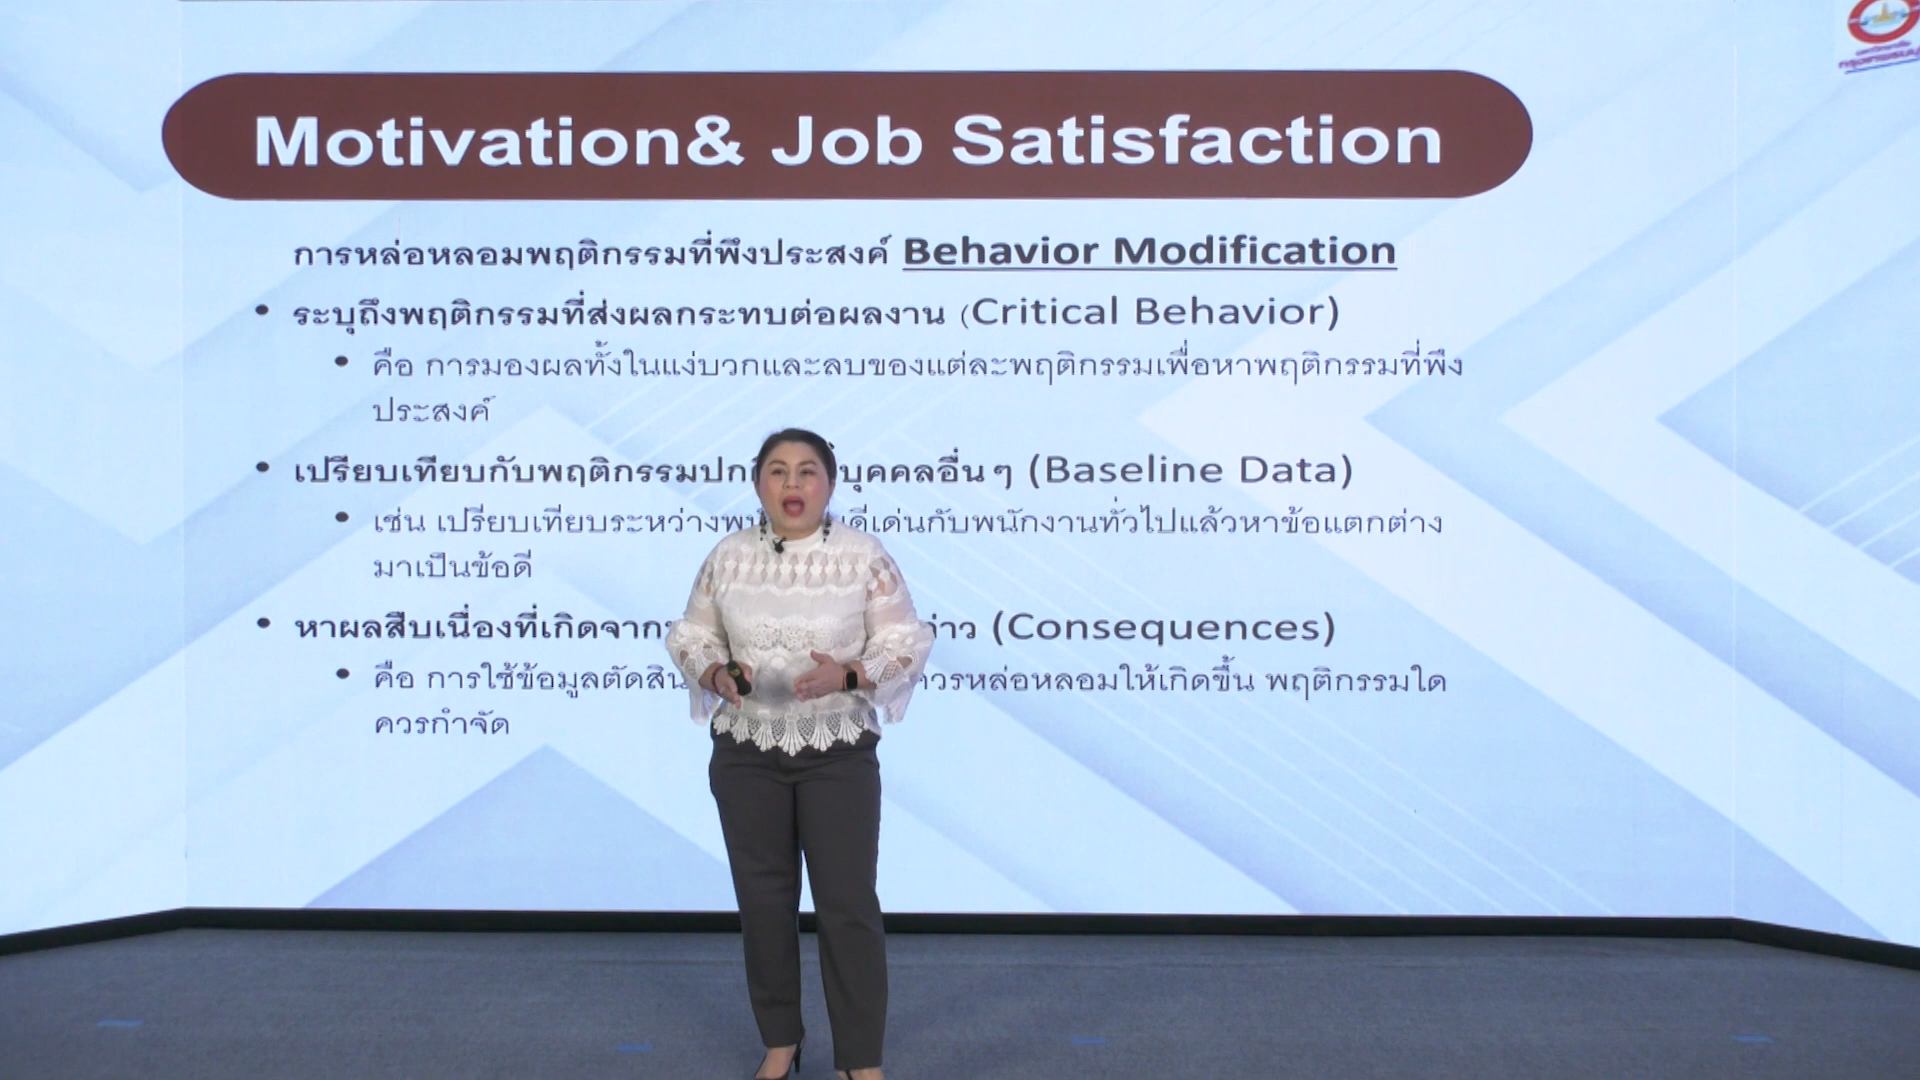 Motivation& Job Satisfaction
การหล่อหลอมพฤติกรรมที่พึงประสงค์ Behavior Modification
• ระบุถึงพฤติกรรมที่ส่งผลกระทบต่อผลงาน (Critical Behavior)
• คือ การมองผลทั้งในแง่บวกและลบของแต่ละพฤติกรรมเพื่อหาพฤติกรรมที่พึง
ประสงค์
• เปรียบเทียบกับพฤติกรรม บุคคลอื่นๆ (Baseline Data)
• เช่น เปรียบเทียบระหว่าง ดีเด่นกับพนักงานทั่วไปแล้วหาข้อแตกต่าง
มาเป็นข้อดี
• หาผลสืบเนื่องที่เกิดจาก (Consequences)
• คือ การใช้ข้อมูลตัดสิน หล่อหลอมให้เกิดขึ้น พฤติกรรมใด
ควรกำจัด